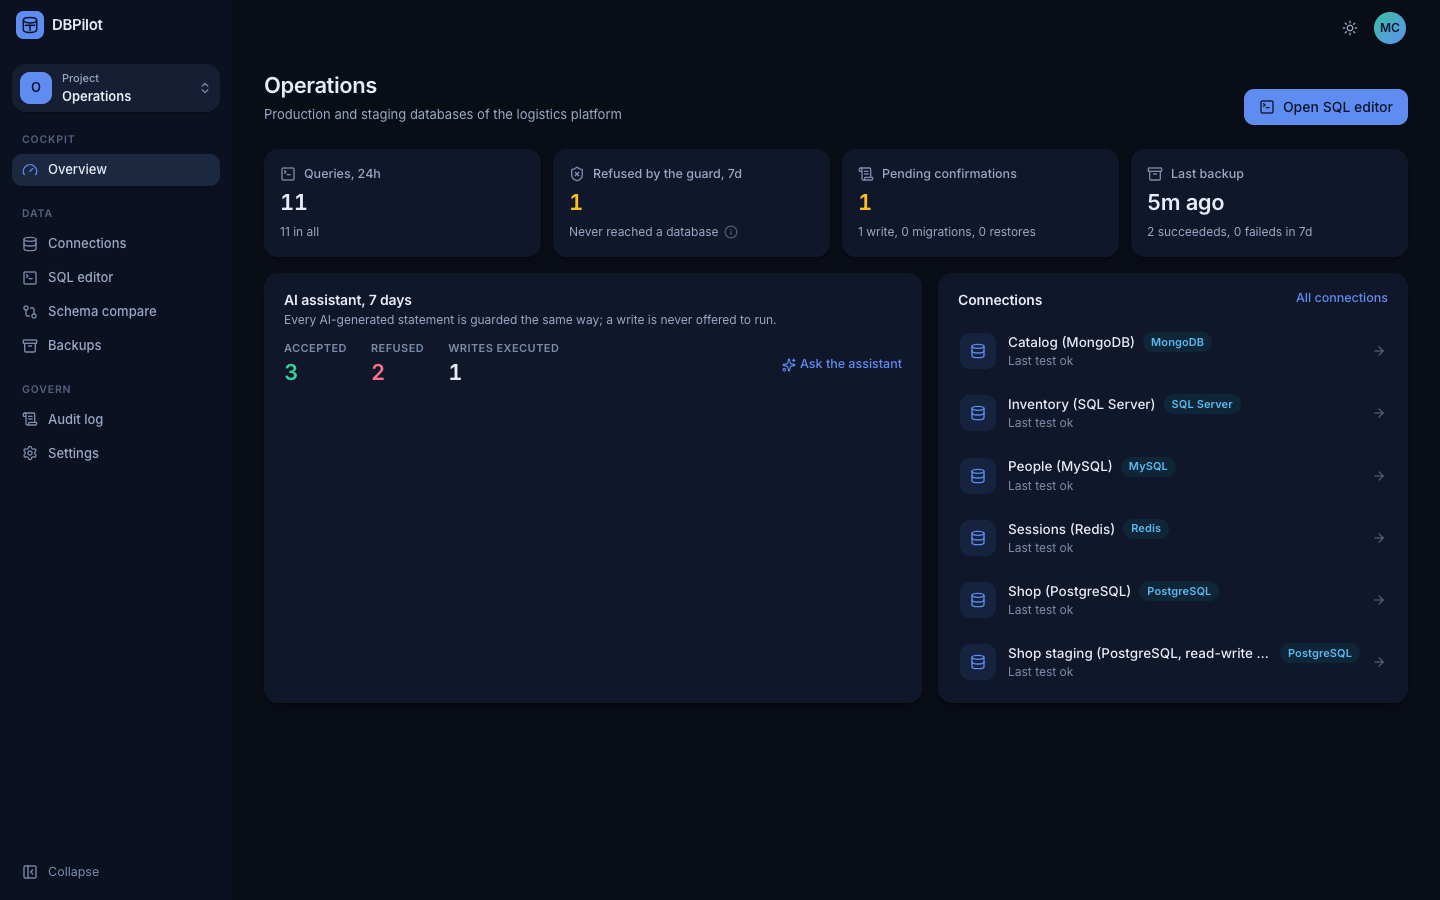 DBPilot
MC
O
Project
Operations
COCKPIT
Overview
DATA
Connections
SQL editor
Schema compare
Backups
GOVERN
Audit log
Settings
Collapse
Operations
Production and staging databases of the logistics platform
Open SQL editor
Queries, 24h
11
11 in all
Refused by the guard, 7d
1
Never reached a database
Pending confirmations
1
1 write, 0 migrations, 0 restores
Last backup
5m ago
2 succeededs, 0 faileds in 7d
AI assistant, 7 days
Every AI-generated statement is guarded the same way; a write is never offered to run.
ACCEPTED
3
REFUSED
2
WRITES EXECUTED
1
Ask the assistant
Connections
All connections
Catalog (MongoDB) MongoDB
Last test ok
Inventory (SQL Server) SQL Server
Last test ok
People (MySQL) MySQL
Last test ok
Sessions (Redis) Redis
Last test ok
Shop (PostgreSQL) PostgreSQL
Last test ok
Shop staging (PostgreSQL, read-write ... PostgreSQL
Last test ok